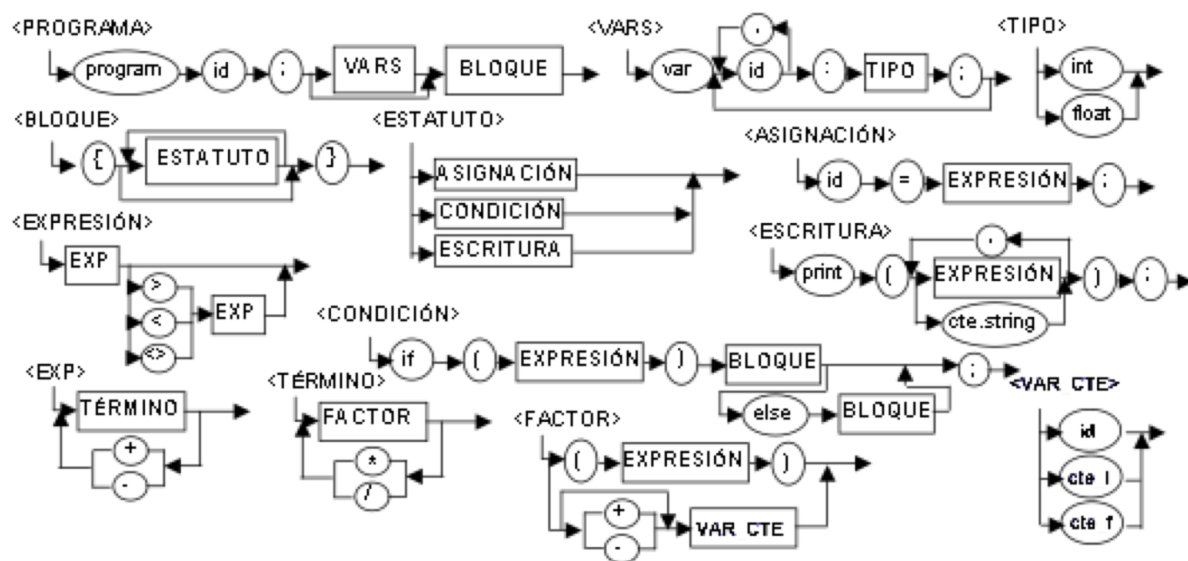 <PROGRAMA>
program id ; VARS BLOQUE
<VARS>
,
var id : TIPO ;
<TIPO>
int
float
<BLOQUE>
{ ESTATUTO }
<ESTATUTO>
ASIGNACIÓN
CONDICIÓN
ESCRITURA
<ASIGNACIÓN>
id = EXPRESIÓN ;
<EXPRESIÓN>
EXP
>
< EXP
<>
<ESCRITURA>
.
print ( EXPRESIÓN ) ;
cte.string
<CONDICIÓN>
if ( EXPRESIÓN ) BLOQUE ;
else BLOQUE
<EXP>
TÉRMINO
+
-
<TÉRMINO>
FACTOR
*
/
<FACTOR>
( EXPRESIÓN )
+
- VAR CTE
<VAR CTE>
id
cte i
cte f